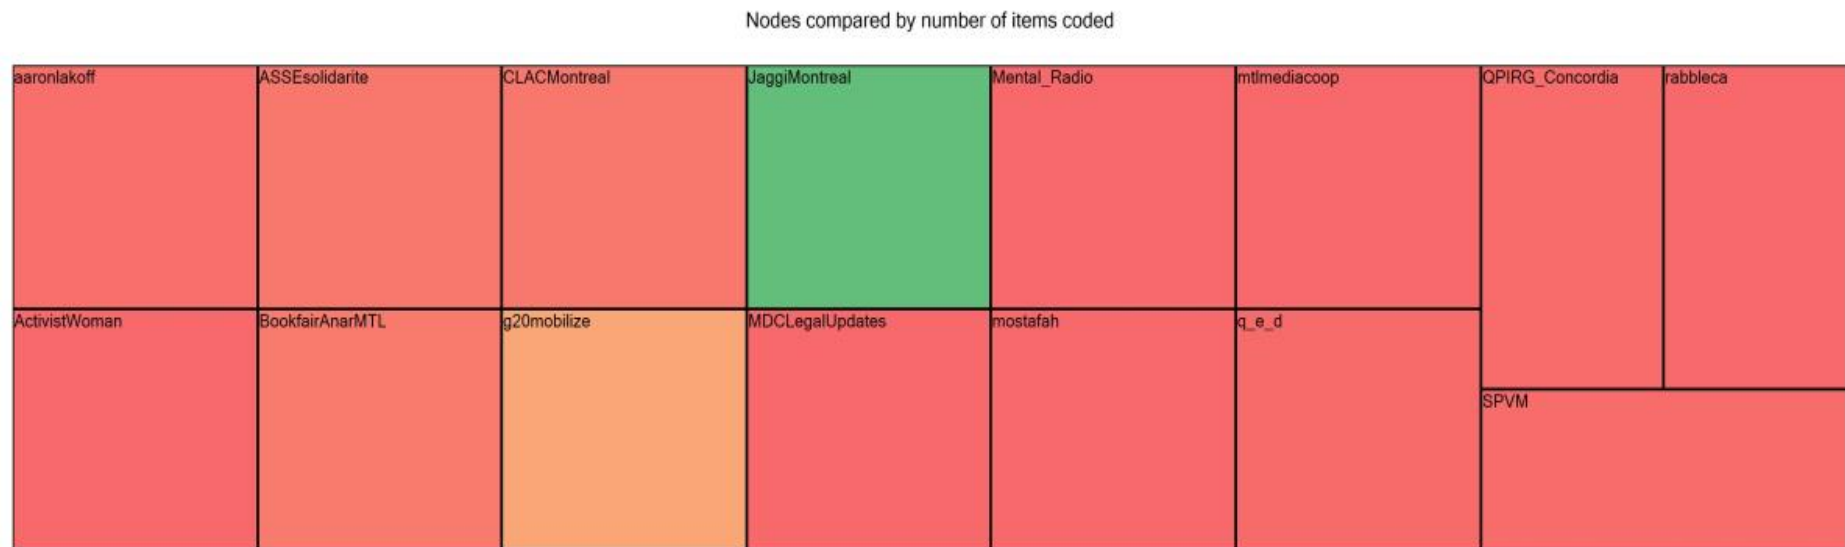 Nodes compared by number of items coded
aaronlakoff
ASSEsolidarite
CLACMontreal
JaggiMontreal
Mental_Radio
mtlmediacoop
QPIRG_Concordia
rabbleca
ActivistWoman
BookfairAnarMTL
g20mobilize
MDCLegalUpdates
mostafah
q_e_d
SPVM